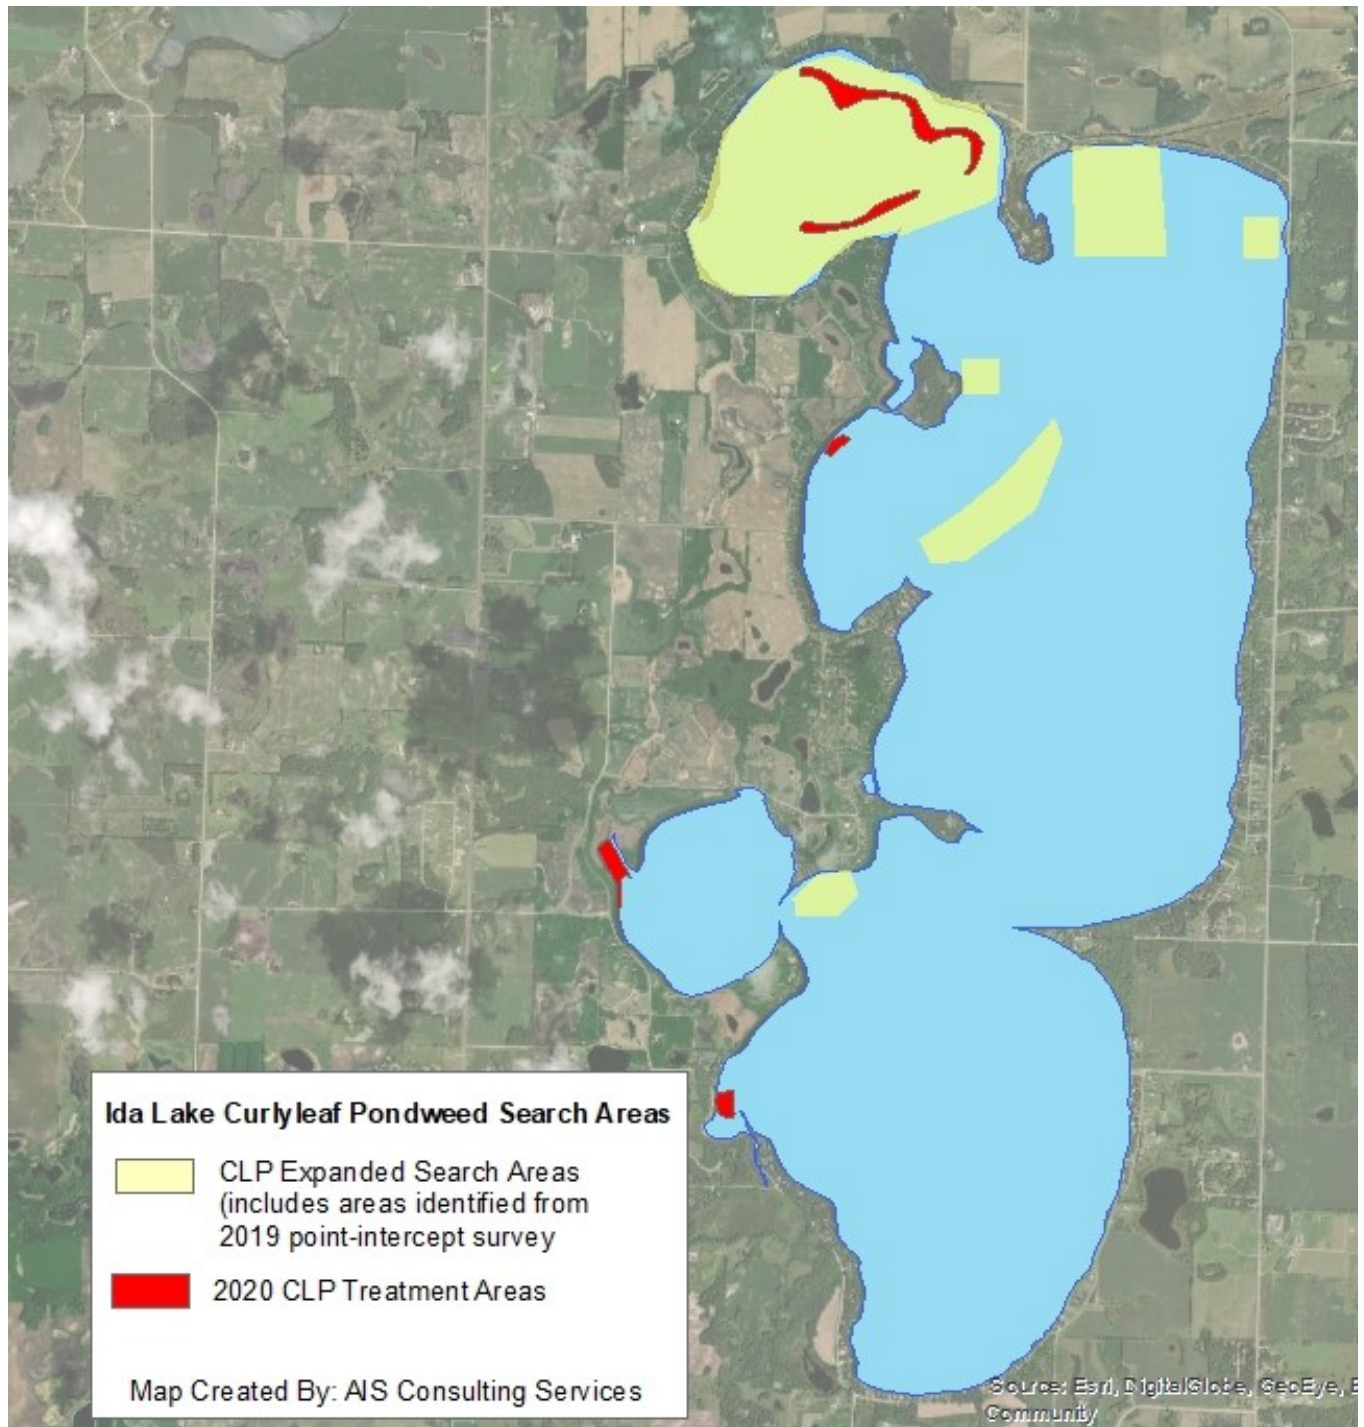 Ida Lake Curlyleaf Pondweed Search Areas
CLP Expanded Search Areas
(includes areas identified from
2019 point-intercept survey
2020 CLP Treatment Areas
Map Created By: AIS Consulting Services
Source: Esri, DigitalGlobe, GeoEye, E
Community